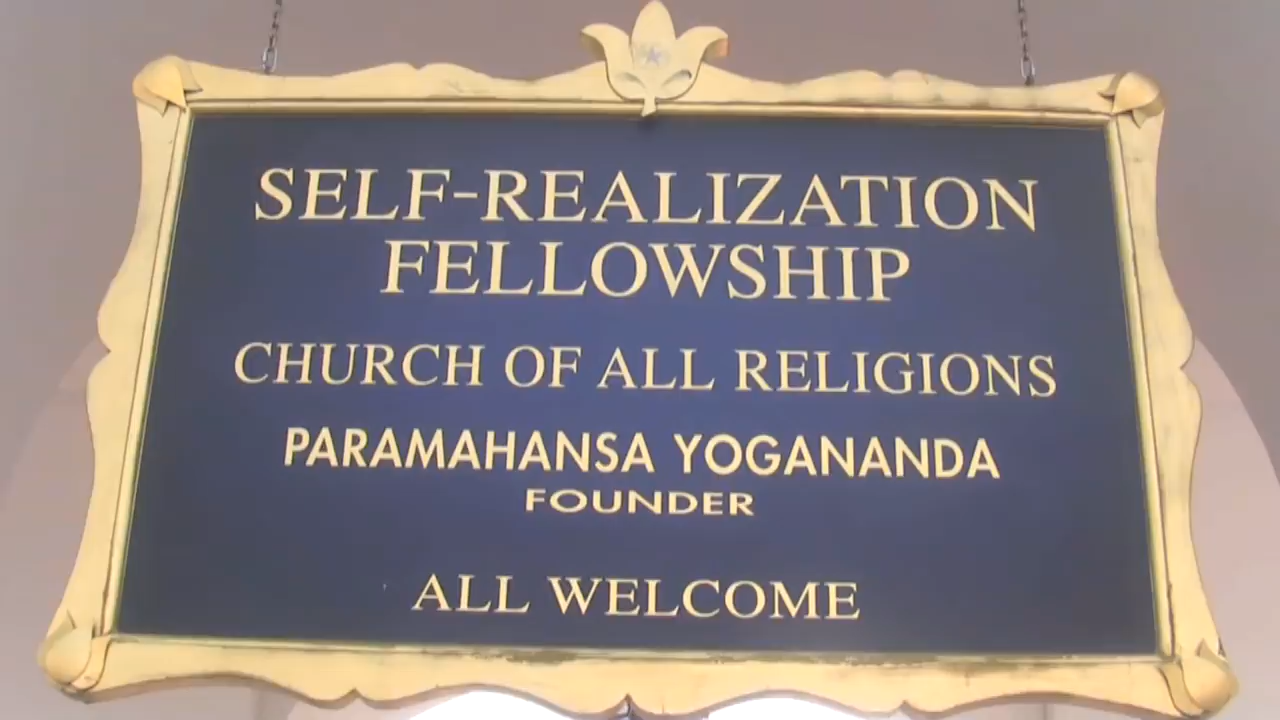 SELF-REALIZATION
FELLOWSHIP
CHURCH OF ALL RELIGIONS
PARAMAHANSA YOGANANDA
FOUNDER
ALL WELCOME